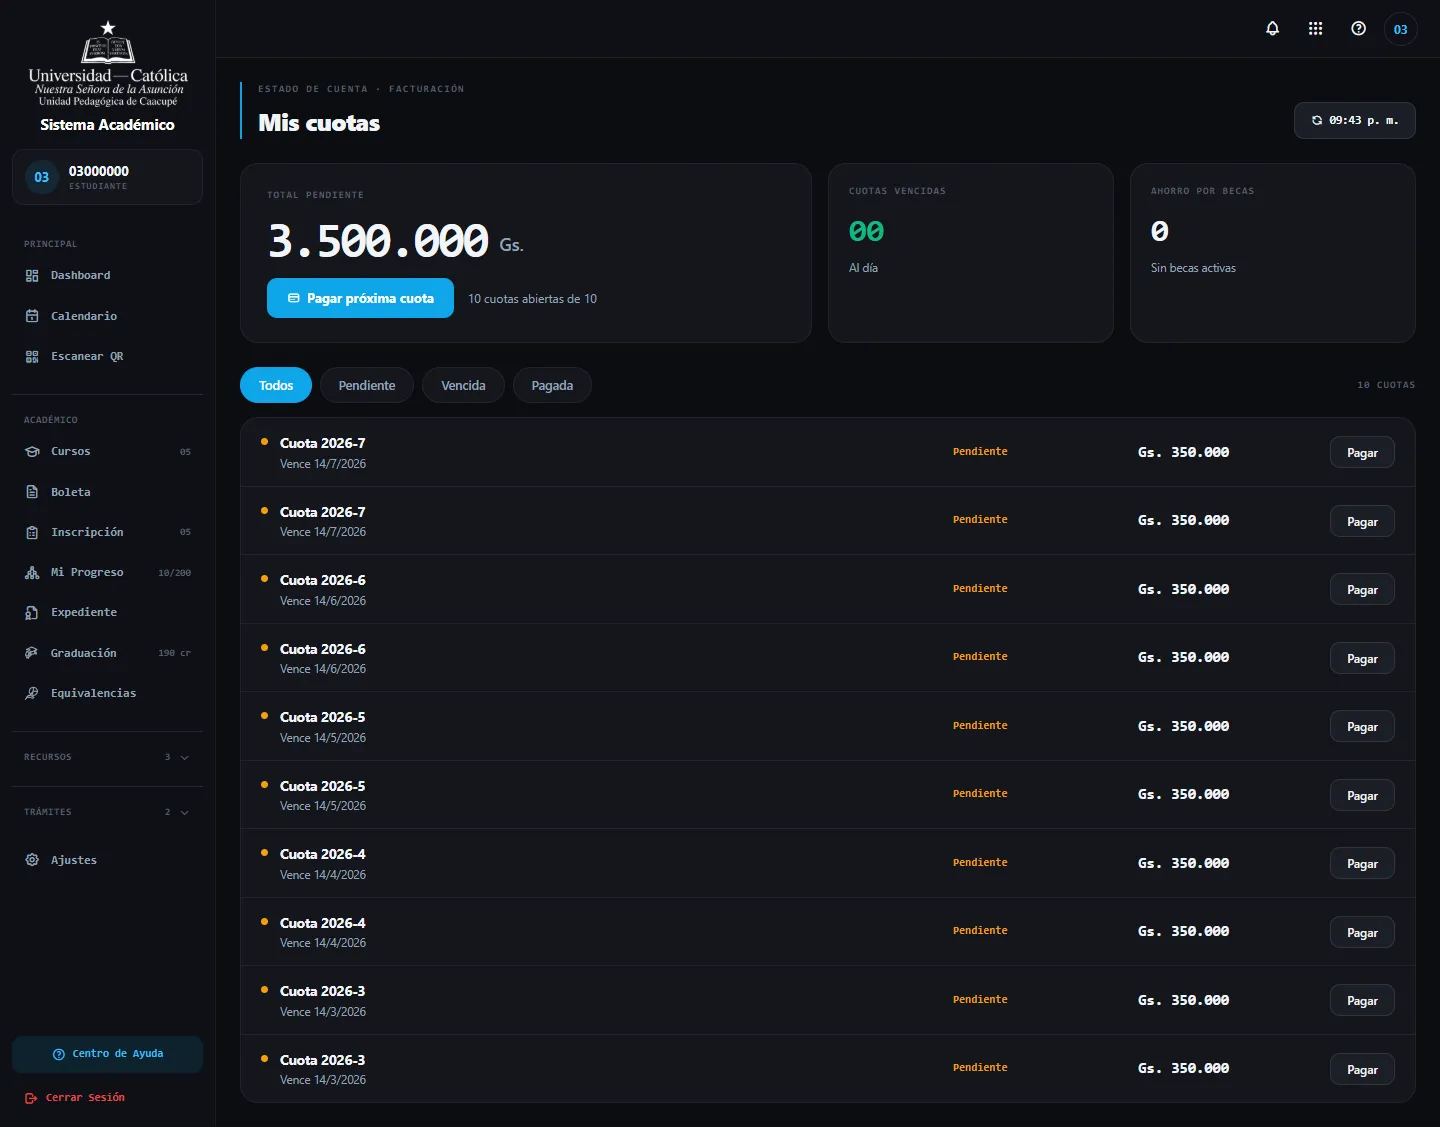 Universidad—Católica
Nuestra Señora de la Asunción
Unidad Pedagógica de Caacupé
Sistema Académico
03
03000000
ESTUDIANTE
PRINCIPAL
Dashboard
Calendario
Escanear QR
ACADÉMICO
Cursos 05
Boleta
Inscripción 05
Mi Progreso 10/200
Expediente
Graduación 190 cr
Equivalencias
RECURSOS 3
TRÁMITES 2
Ajustes
Centro de Ayuda
Cerrar Sesión
03
ESTADO DE CUENTA · FACTURACIÓN
Mis cuotas
09:43 p. m.
TOTAL PENDIENTE
3.500.000 Gs.
Pagar próxima cuota
10 cuotas abiertas de 10
CUOTAS VENCIDAS
00
Al día
AHORRO POR BECAS
0
Sin becas activas
Todos
Pendiente
Vencida
Pagada
10 CUOTAS
Cuota 2026-7
Vence 14/7/2026
Pendiente
Gs. 350.000
Pagar
Cuota 2026-7
Vence 14/7/2026
Pendiente
Gs. 350.000
Pagar
Cuota 2026-6
Vence 14/6/2026
Pendiente
Gs. 350.000
Pagar
Cuota 2026-6
Vence 14/6/2026
Pendiente
Gs. 350.000
Pagar
Cuota 2026-5
Vence 14/5/2026
Pendiente
Gs. 350.000
Pagar
Cuota 2026-5
Vence 14/5/2026
Pendiente
Gs. 350.000
Pagar
Cuota 2026-4
Vence 14/4/2026
Pendiente
Gs. 350.000
Pagar
Cuota 2026-4
Vence 14/4/2026
Pendiente
Gs. 350.000
Pagar
Cuota 2026-3
Vence 14/3/2026
Pendiente
Gs. 350.000
Pagar
Cuota 2026-3
Vence 14/3/2026
Pendiente
Gs. 350.000
Pagar